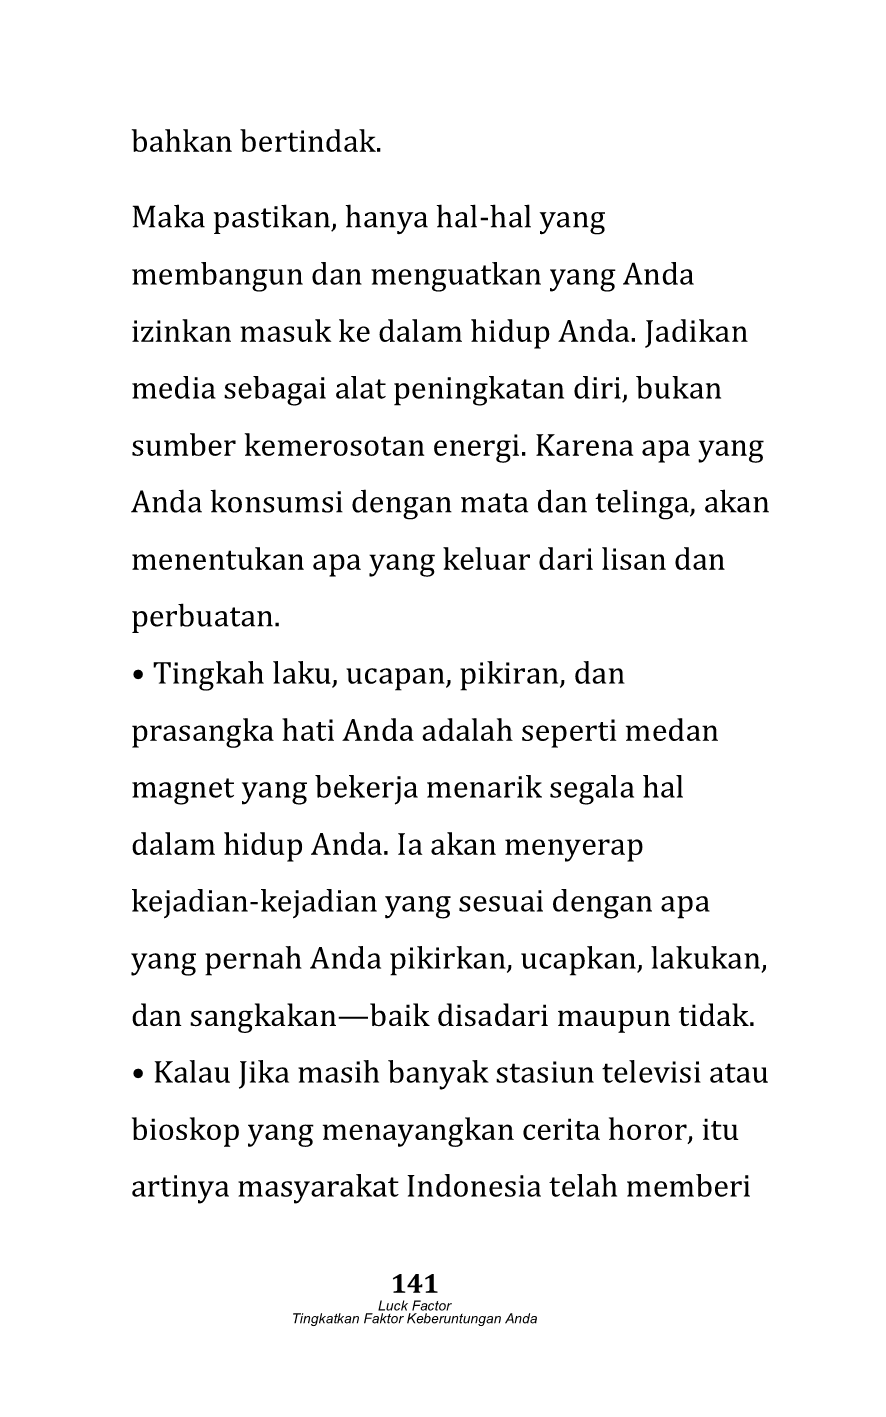 bahkan bertindak.
Maka pastikan, hanya hal-hal yang
membangun dan menguatkan yang Anda
izinkan masuk ke dalam hidup Anda. Jadikan
media sebagai alat peningkatan diri, bukan
sumber kemerosotan energi. Karena apa yang
Anda konsumsi dengan mata dan telinga, akan
menentukan apa yang keluar dari lisan dan
perbuatan.
• Tingkah laku, ucapan, pikiran, dan
prasangka hati Anda adalah seperti medan
magnet yang bekerja menarik segala hal
dalam hidup Anda. Ia akan menyerap
kejadian-kejadian yang sesuai dengan apa
yang pernah Anda pikirkan, ucapkan, lakukan,
dan sangkakan—baik disadari maupun tidak.
• Kalau Jika masih banyak stasiun televisi atau
bioskop yang menayangkan cerita horor, itu
artinya masyarakat Indonesia telah memberi
141
Luck Factor
Tingkatkan Faktor Keberuntungan Anda